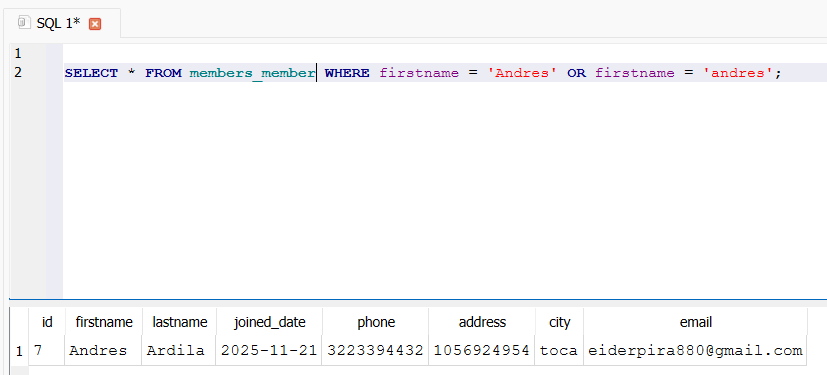 SQL 1*
1
2 SELECT * FROM members_member WHERE firstname = 'Andres' OR firstname = 'andres';
id firstname lastname joined_date phone address city email
1 7 Andres Ardila 2025-11-21 3223394432 1056924954 toca eiderpira880@gmail.com